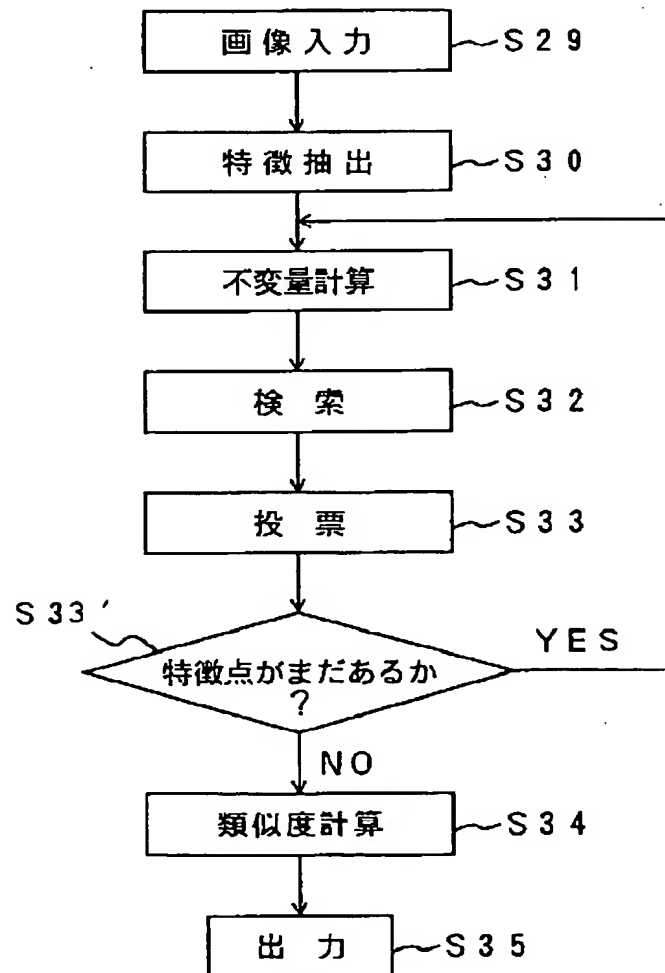 画像入力 S29
特徴抽出 S30
不変量計算 S31
検索 S32
投票 S33
S33'
特徴点がまだあるか
?
YES
NO
類似度計算 S34
出力 S35